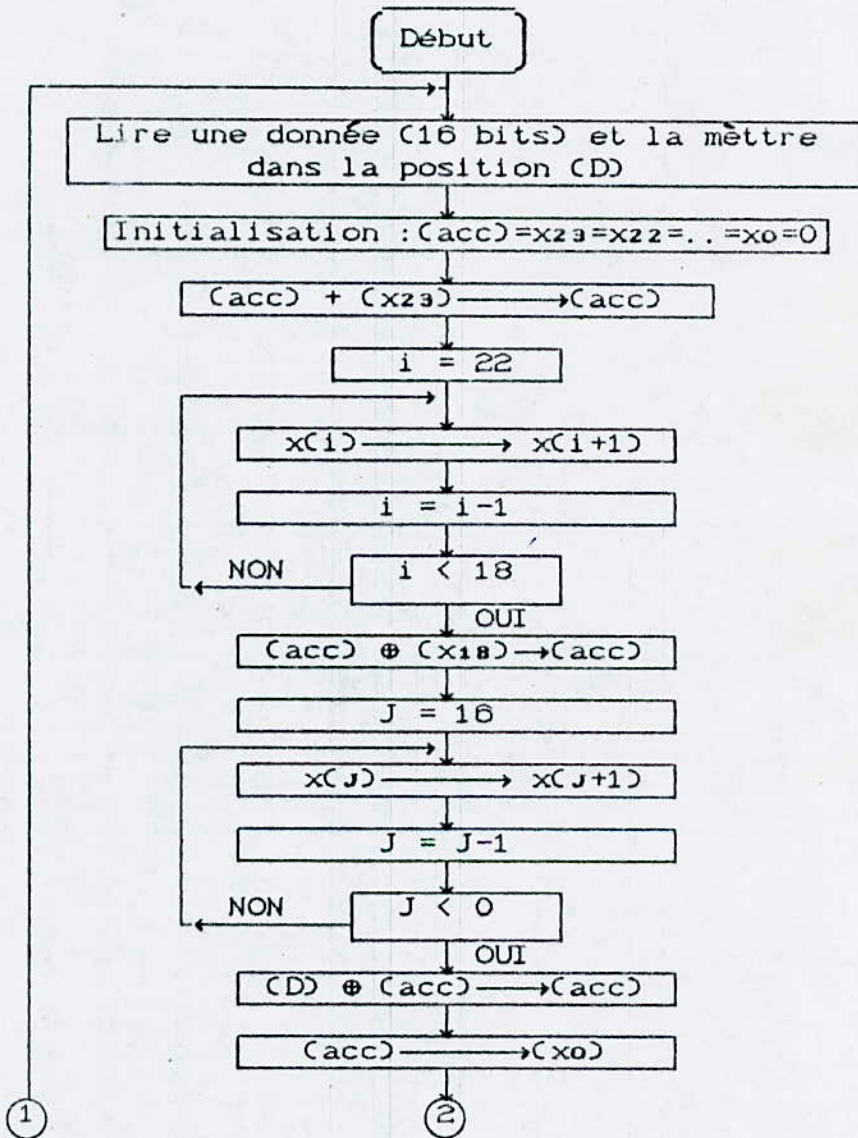 Début
Lire une donnée (16 bits) et la mèttre
dans la position (D)
Initialisation :(acc)=x23=x22=..=x0=0
(acc) + (x23)⟶(acc)
i = 22
x(i)⟶ x(i+1)
i = i-1
NON
i < 18
OUI
(acc) ⊕ (x18)→(acc)
J = 16
x(J)⟶ x(J+1)
J = J-1
NON
J < 0
OUI
(D) ⊕ (acc)⟶(acc)
(acc)⟶(x0)
1
2